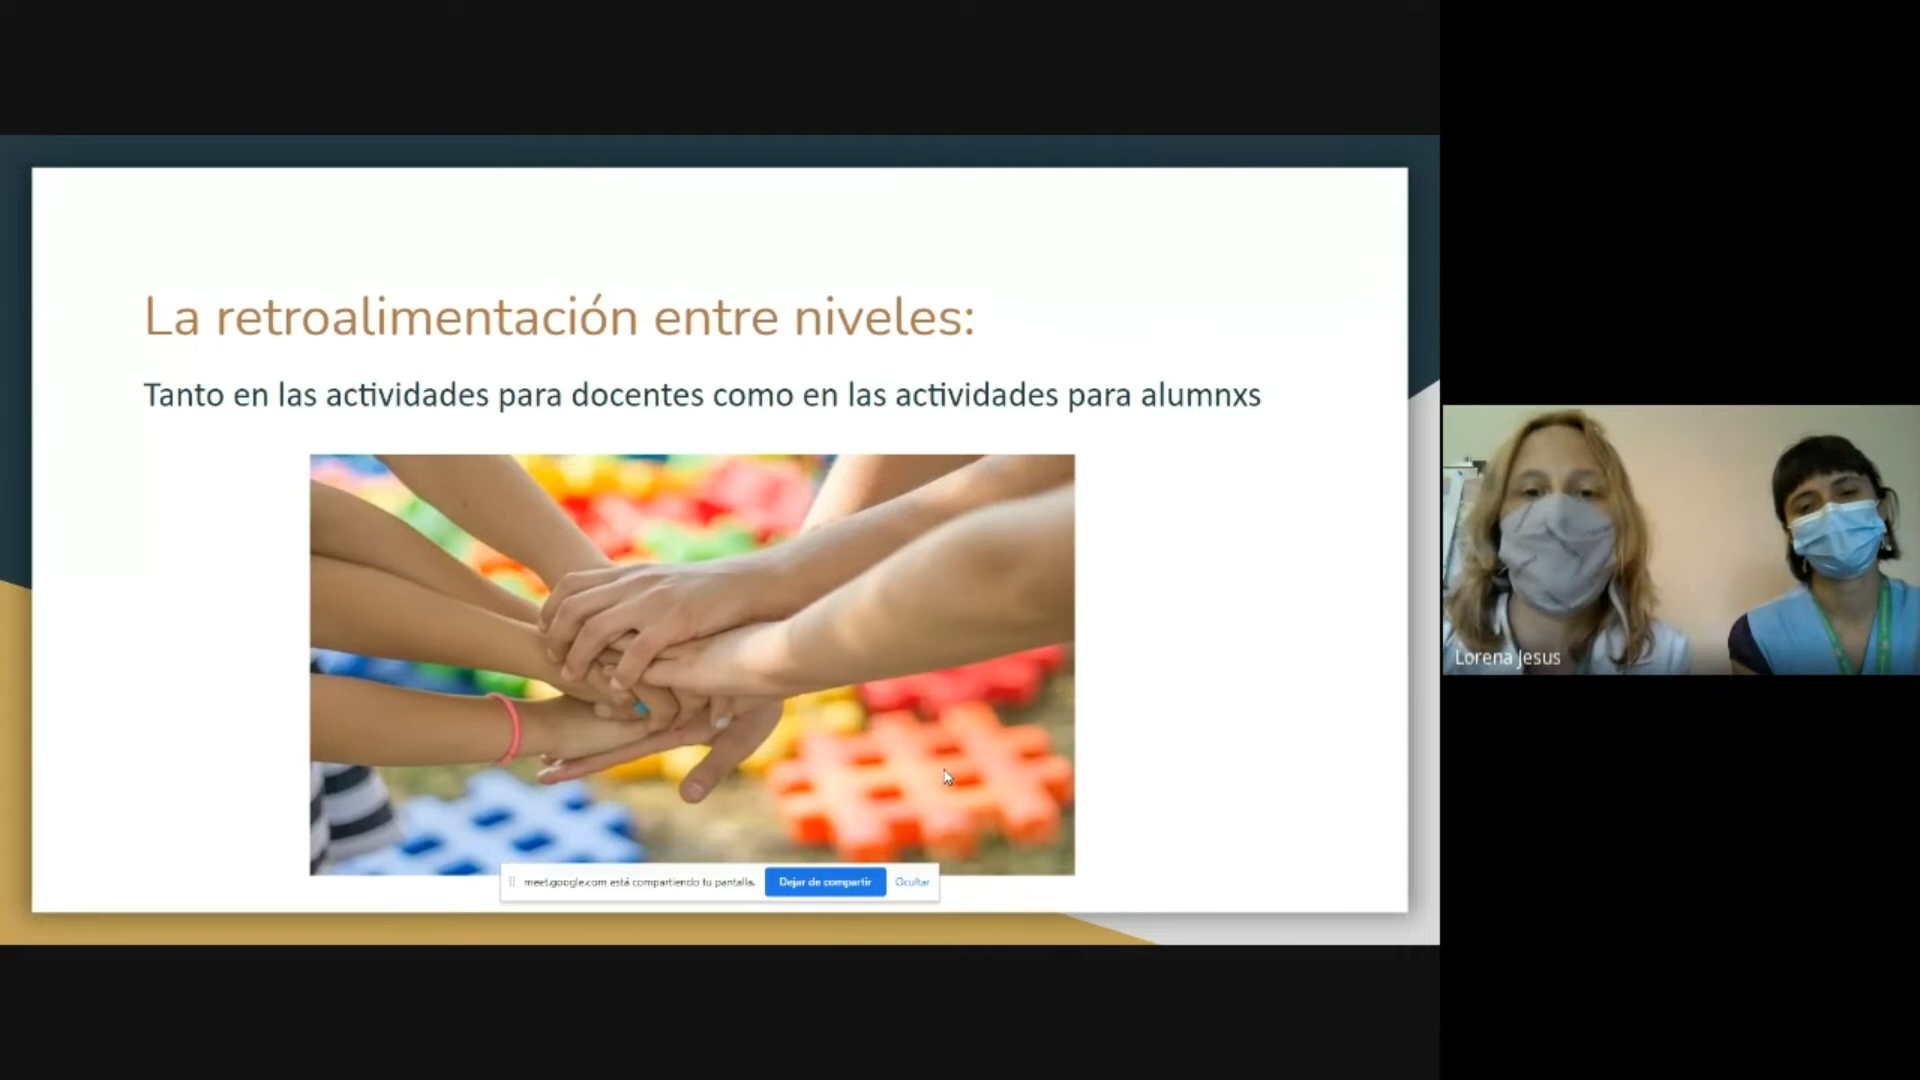 La retroalimentación entre niveles:
Tanto en las actividades para docentes como en las actividades para alumnxs
meet.google.com está compartiendo tu pantalla.
Dejar de compartir
Ocultar
Lorena Jesus